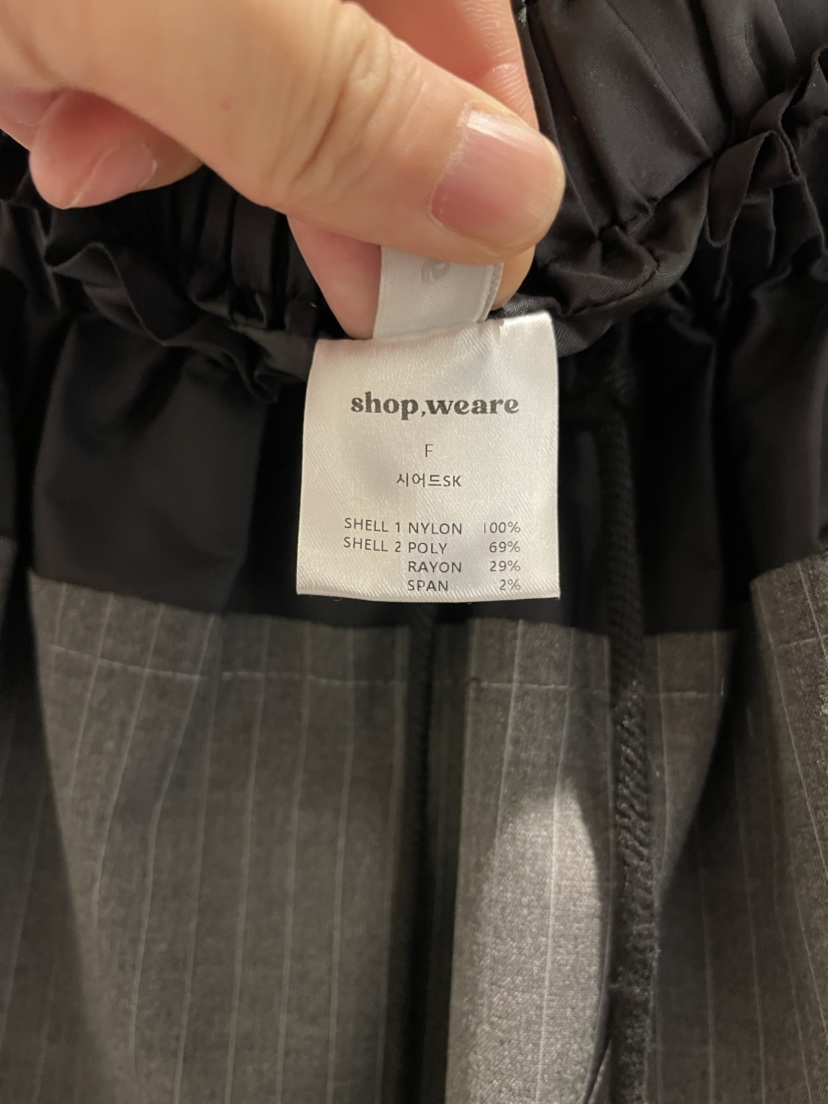 shop,weare
F
시어드SK
SHELL 1 NYLON 100%
SHELL 2 POLY 69%
RAYON 29%
SPAN 2%